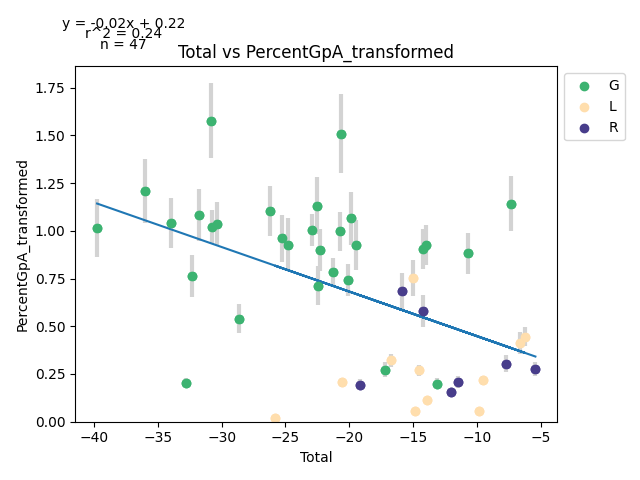 y = -0.02x + 0.22
r^2 = 0.24
n = 47
Total vs PercentGpA_transformed
G
L
R
PercentGpA_transformed
1.75
1.50
1.25
1.00
0.75
0.50
0.25
0.00
−40
−35
−30
−25
−20
−15
−10
−5
Total